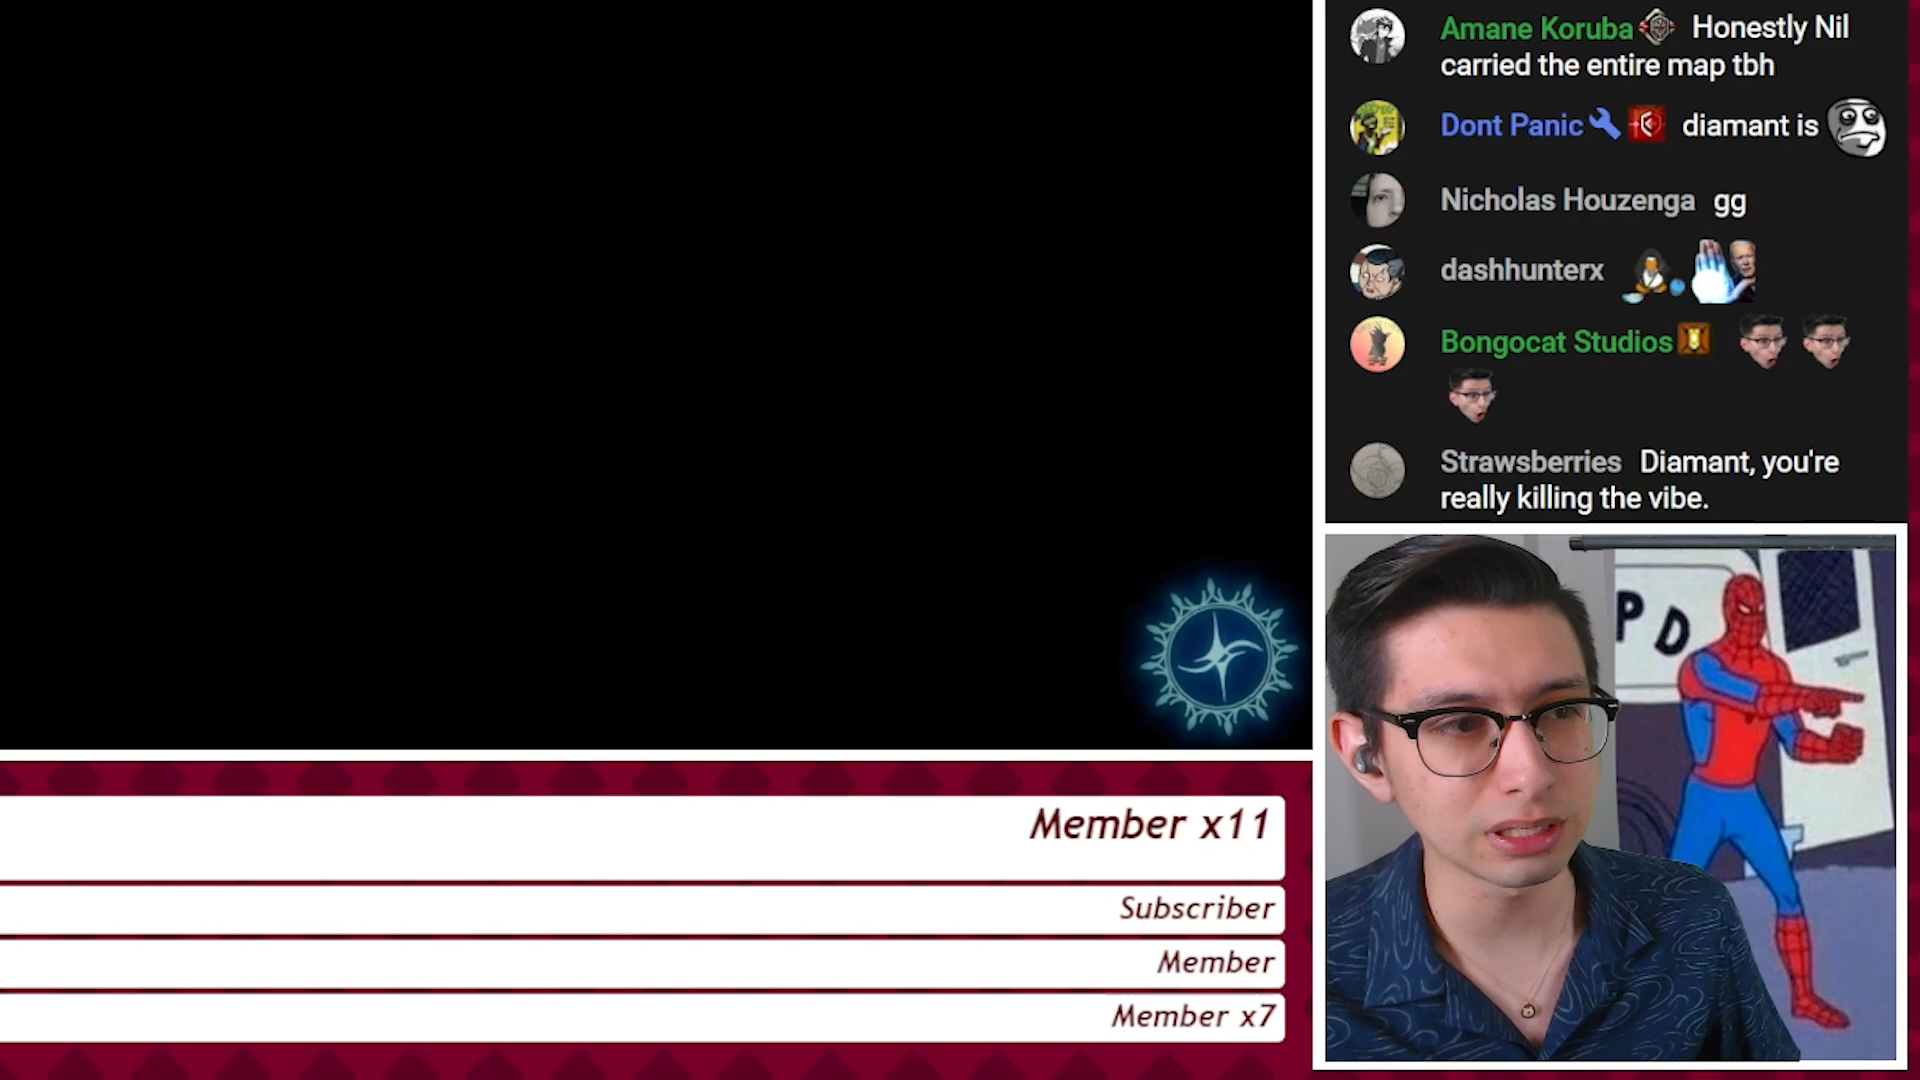 Amane Koruba Honestly Nil
carried the entire map tbh
Dont Panic diamant is
Nicholas Houzenga gg
dashhunterx
Bongocat Studios
Strawsberries Diamant, you're
really killing the vibe.
PD
Member x11
Subscriber
Member
Member x7